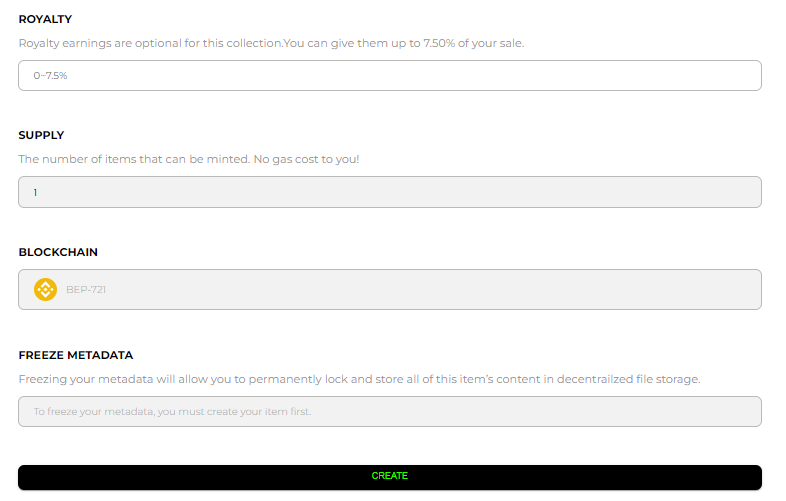 ROYALTY
Royalty earnings are optional for this collection.You can give them up to 7.50% of your sale.
0~7.5%
SUPPLY
The number of items that can be minted. No gas cost to you!
1
BLOCKCHAIN
BEP-721
FREEZE METADATA
Freezing your metadata will allow you to permanently lock and store all of this item's content in decentrailzed file storage.
To freeze your metadata, you must create your item first.
CREATE